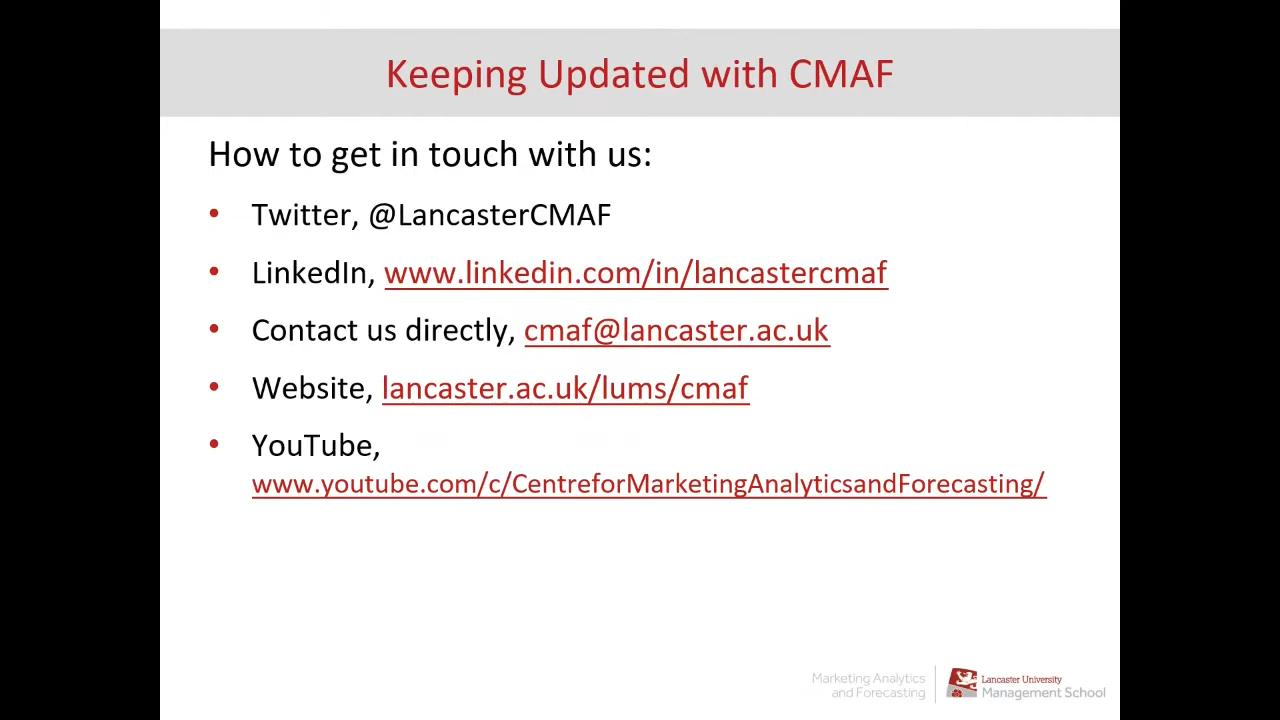 Keeping Updated with CMAF
How to get in touch with us:
• Twitter, @LancasterCMAF
• LinkedIn, www.linkedin.com/in/lancastercmaf
• Contact us directly, cmaf@lancaster.ac.uk
• Website, lancaster.ac.uk/lums/cmaf
• YouTube,
www.youtube.com/c/CentreforMarketingAnalyticsandForecasting/
Marketing Analytics
and Forecasting
Lancaster University
Management School